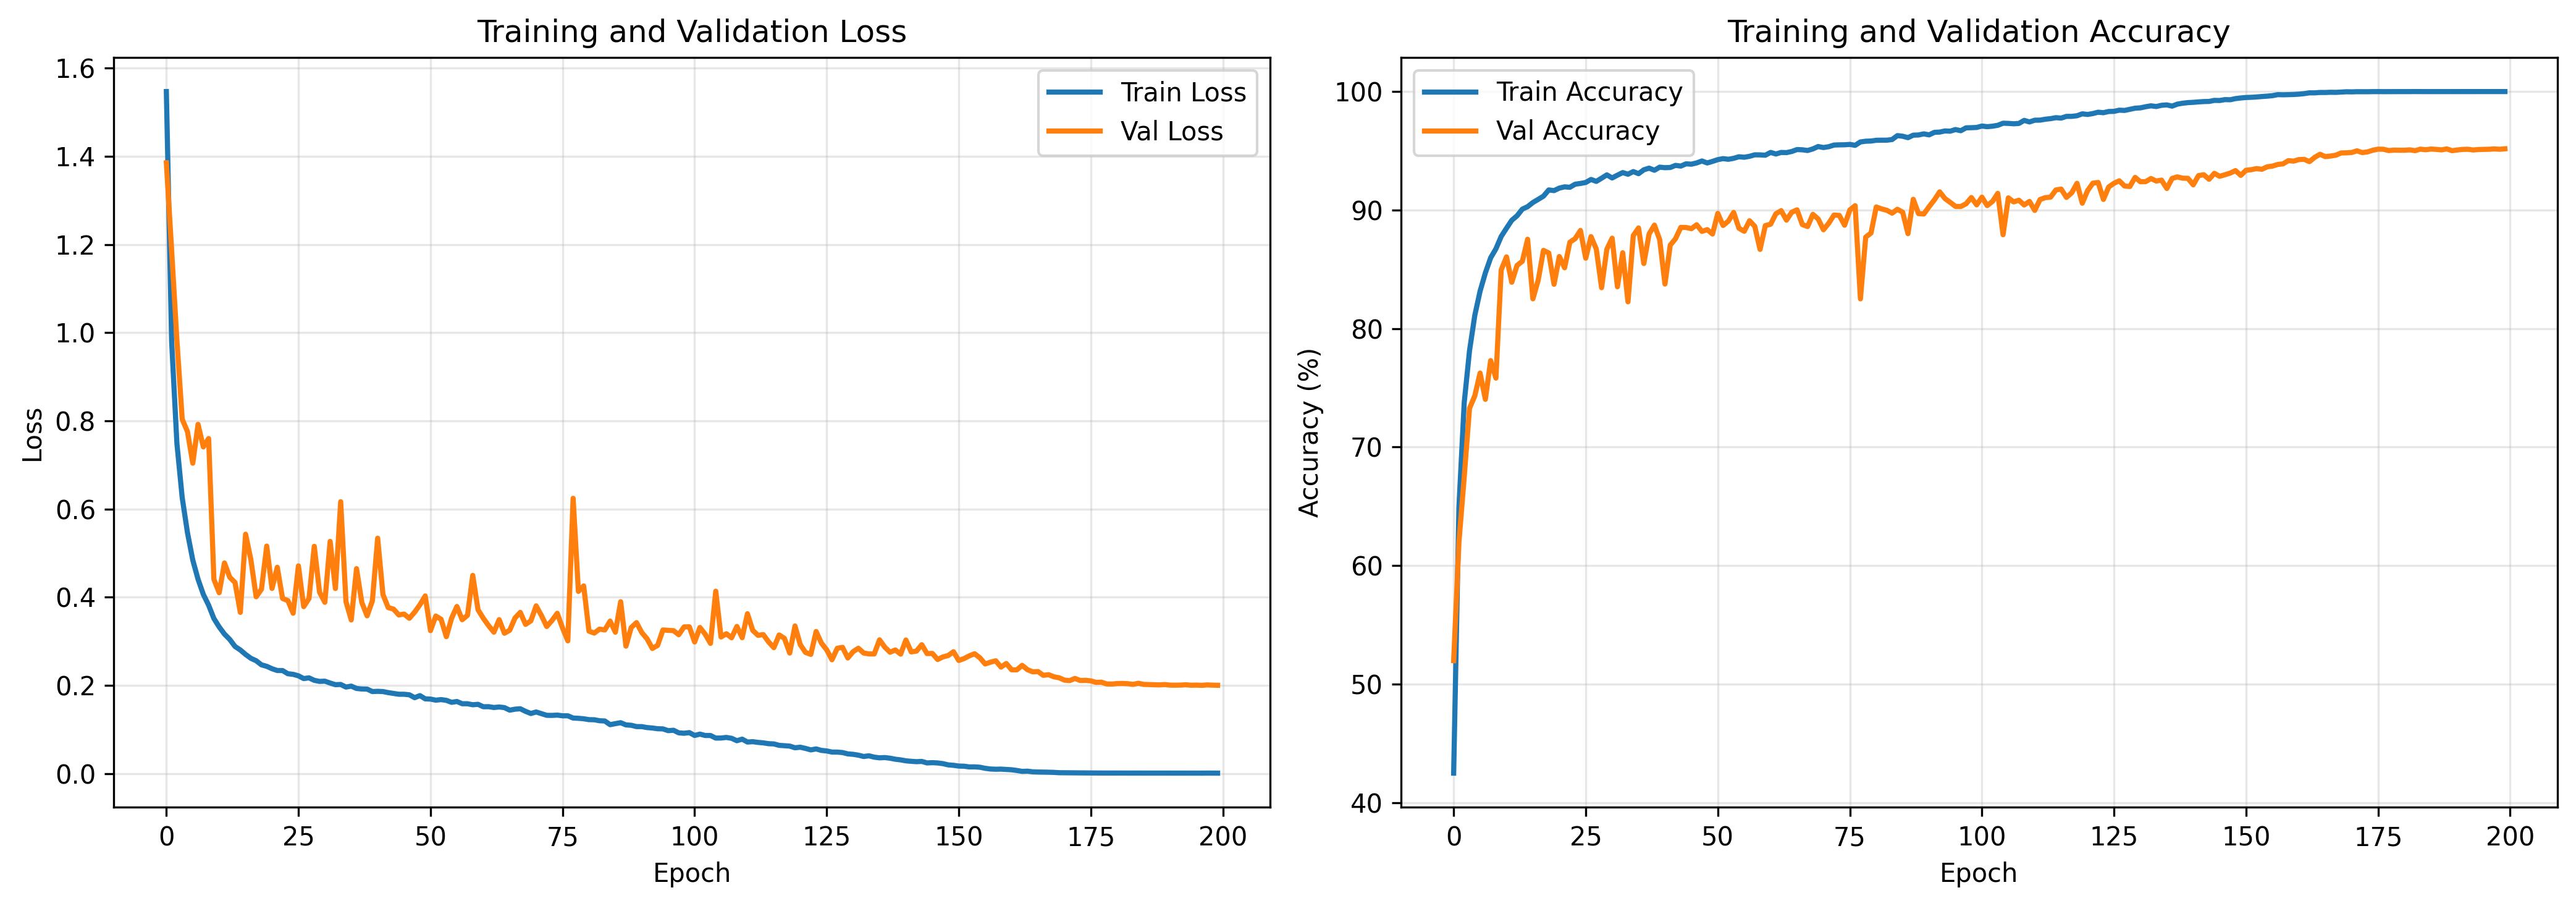 Training and Validation Loss
1.6
1.4
1.2
1.0
0.8
0.6
0.4
0.2
0.0
Loss
Train Loss
Val Loss
0 25 50 75 100 125 150 175 200
Epoch
Training and Validation Accuracy
100
90
80
70
60
50
40
Accuracy (%)
Train Accuracy
Val Accuracy
0 25 50 75 100 125 150 175 200
Epoch